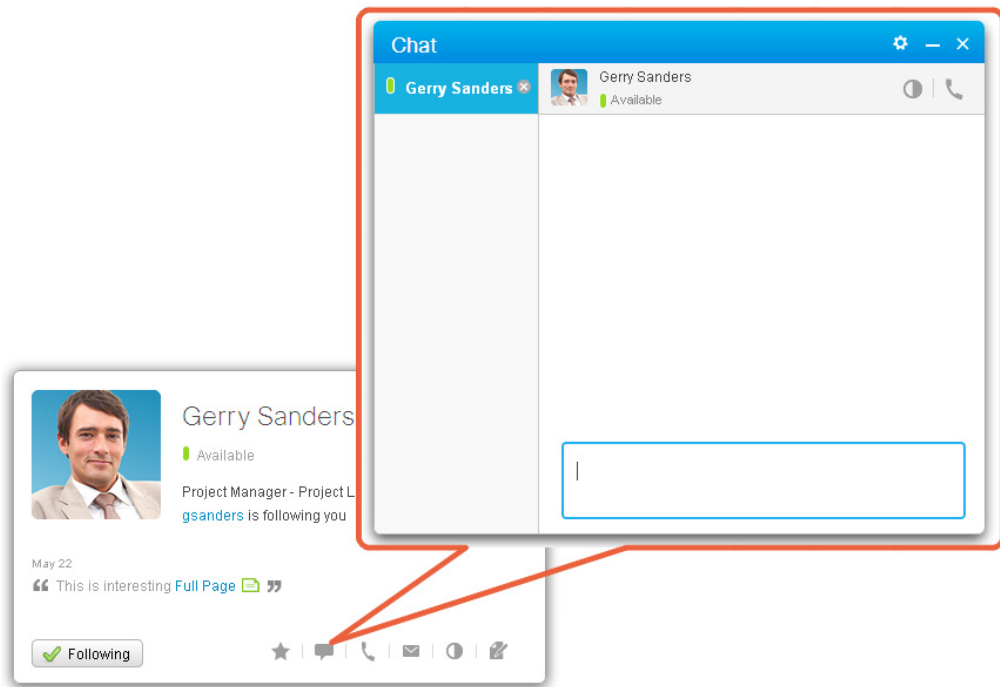 Chat
Gerry Sanders
Gerry Sanders
Available
Gerry Sanders
Available
Project Manager - Project L
gsanders is following you
May 22
“ This is interesting Full Page ”
Following